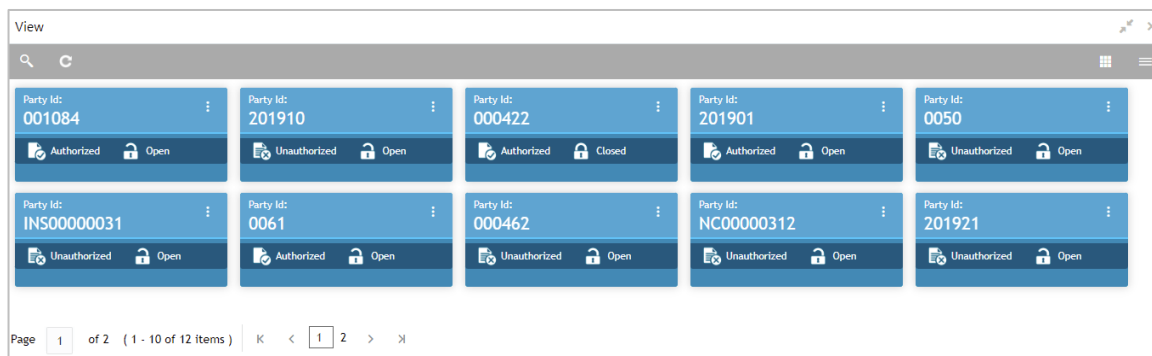 View
Party Id: Party Id: Party Id: Party Id: Party Id:
001084 201910 000422 201901 0050
Authorized Open Unauthorized Open Authorized Closed Authorized Open Unauthorized Open
Party Id: Party Id: Party Id: Party Id: Party Id:
INS00000031 0061 000462 NC00000312 201921
Unauthorized Open Authorized Open Unauthorized Open Unauthorized Open Unauthorized Open
Page 1 of 2 ( 1 - 10 of 12 items ) 1 2